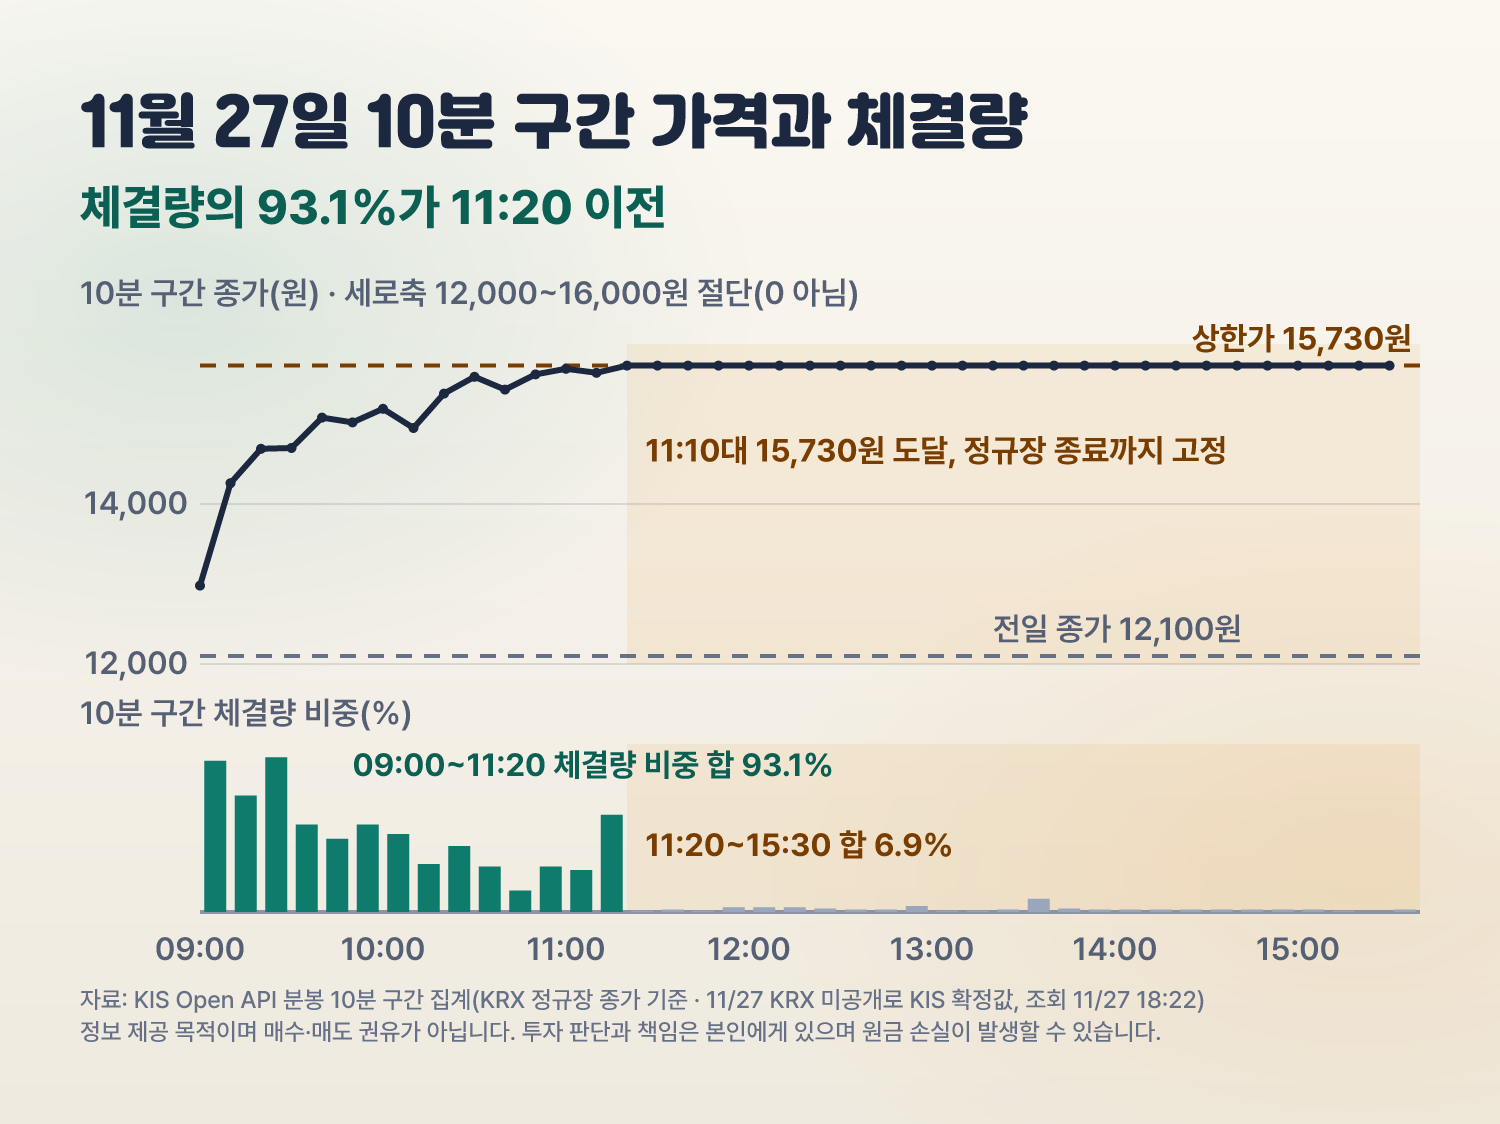 11월 27일 10분 구간 가격과 체결량
체결량의 93.1%가 11:20 이전
10분 구간 종가(원) · 세로축 12,000~16,000원 절단(0 아님)
상한가 15,730원
11:10대 15,730원 도달, 정규장 종료까지 고정
14,000
전일 종가 12,100원
12,000
10분 구간 체결량 비중(%)
09:00~11:20 체결량 비중 합 93.1%
11:20~15:30 합 6.9%
09:00 10:00 11:00 12:00 13:00 14:00 15:00
자료: KIS Open API 분봉 10분 구간 집계(KRX 정규장 종가 기준 · 11/27 KRX 미공개로 KIS 확정값, 조회 11/27 18:22)
정보 제공 목적이며 매수·매도 권유가 아닙니다. 투자 판단과 책임은 본인에게 있으며 원금 손실이 발생할 수 있습니다.